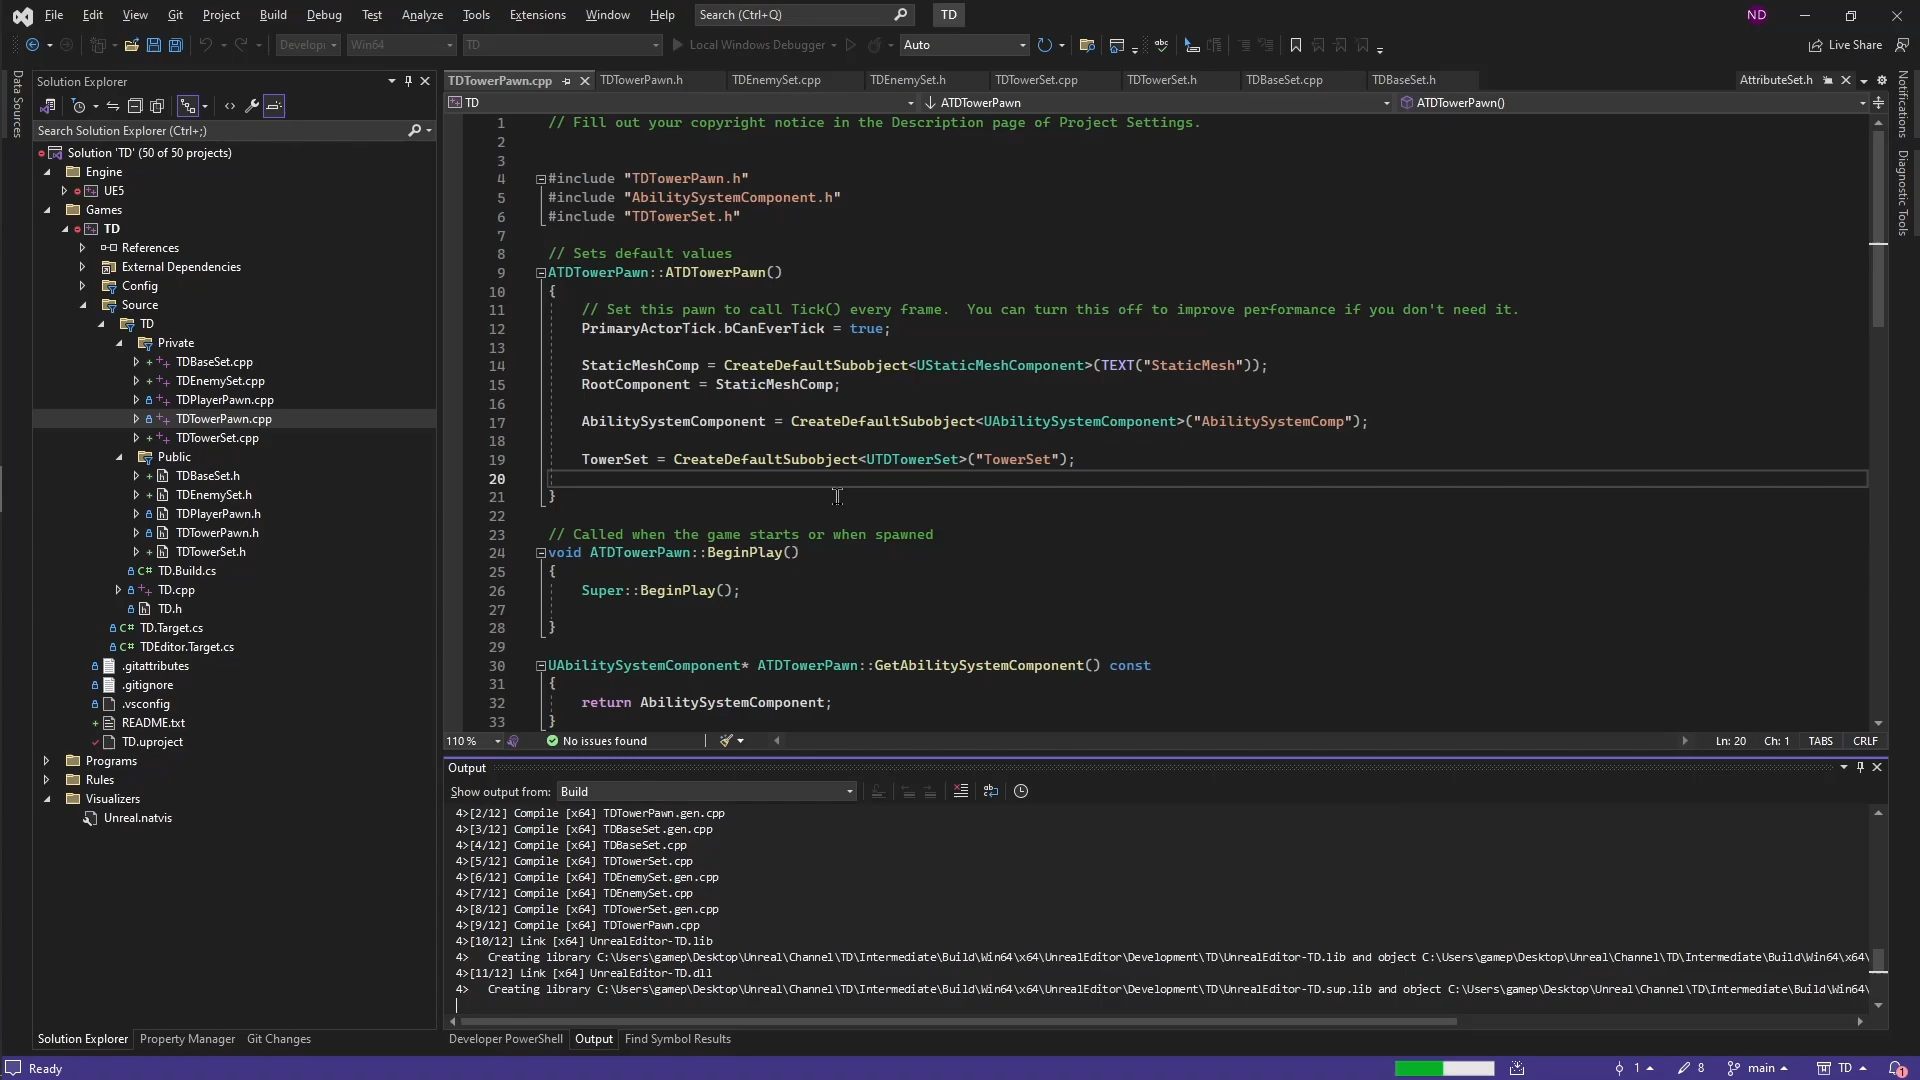 File Edit View Git Project Build Debug Test Analyze Tools Extensions Window Help Search (Ctrl+Q) TD ND
Develop Win64 TD Local Windows Debugger Auto Live Share
Data Sources
Solution Explorer
Search Solution Explorer (Ctrl+;)
Solution 'TD' (50 of 50 projects)
Engine
UE5
Games
TD
References
External Dependencies
Config
Source
TD
Private
TDBaseSet.cpp
TDEnemySet.cpp
TDPlayerPawn.cpp
TDTowerPawn.cpp
TDTowerSet.cpp
Public
TDBaseSet.h
TDEnemySet.h
TDPlayerPawn.h
TDTowerPawn.h
TDTowerSet.h
TD.Build.cs
TD.cpp
TD.h
TD.Target.cs
TDEditor.Target.cs
.gitattributes
.gitignore
.vsconfig
README.txt
TD.uproject
Programs
Rules
Visualizers
Unreal.natvis
Solution Explorer Property Manager Git Changes
TDTowerPawn.cpp TDTowerPawn.h TDEnemySet.cpp TDEnemySet.h TDTowerSet.cpp TDTowerSet.h TDBaseSet.cpp TDBaseSet.h AttributeSet.h
TD ATDTowerPawn ATDTowerPawn()
1 // Fill out your copyright notice in the Description page of Project Settings.
2
3
4 #include "TDTowerPawn.h"
5 #include "AbilitySystemComponent.h"
6 #include "TDTowerSet.h"
7
8 // Sets default values
9 ATDTowerPawn::ATDTowerPawn()
10 {
11 // Set this pawn to call Tick() every frame.  You can turn this off to improve performance if you don't need it.
12 PrimaryActorTick.bCanEverTick = true;
13
14 StaticMeshComp = CreateDefaultSubobject<UStaticMeshComponent>(TEXT("StaticMesh"));
15 RootComponent = StaticMeshComp;
16
17 AbilitySystemComponent = CreateDefaultSubobject<UAbilitySystemComponent>("AbilitySystemComp");
18
19 TowerSet = CreateDefaultSubobject<UTDTowerSet>("TowerSet");
20
21 }
22
23 // Called when the game starts or when spawned
24 void ATDTowerPawn::BeginPlay()
25 {
26 Super::BeginPlay();
27
28 }
29
30 UAbilitySystemComponent* ATDTowerPawn::GetAbilitySystemComponent() const
31 {
32 return AbilitySystemComponent;
33 }
110 % No issues found Ln: 20 Ch: 1 TABS CRLF
Output
Show output from: Build
4>[2/12] Compile [x64] TDTowerPawn.gen.cpp
4>[3/12] Compile [x64] TDBaseSet.gen.cpp
4>[4/12] Compile [x64] TDBaseSet.cpp
4>[5/12] Compile [x64] TDTowerSet.cpp
4>[6/12] Compile [x64] TDEnemySet.gen.cpp
4>[7/12] Compile [x64] TDEnemySet.cpp
4>[8/12] Compile [x64] TDTowerSet.gen.cpp
4>[9/12] Compile [x64] TDTowerPawn.cpp
4>[10/12] Link [x64] UnrealEditor-TD.lib
4> Creating library C:\Users\gamep\Desktop\Unreal\Channel\TD\Intermediate\Build\Win64\x64\UnrealEditor\Development\TD\UnrealEditor-TD.lib and object C:\Users\gamep\Desktop\Unreal\Channel\TD\Intermediate\Build\Win64\x64\
4>[11/12] Link [x64] UnrealEditor-TD.dll
4> Creating library C:\Users\gamep\Desktop\Unreal\Channel\TD\Intermediate\Build\Win64\x64\UnrealEditor\Development\TD\UnrealEditor-TD.sup.lib and object C:\Users\gamep\Desktop\Unreal\Channel\TD\Intermediate\Build\Win64\
Developer PowerShell Output Find Symbol Results
Notifications
Diagnostic Tools
Ready 1 8 main TD 1